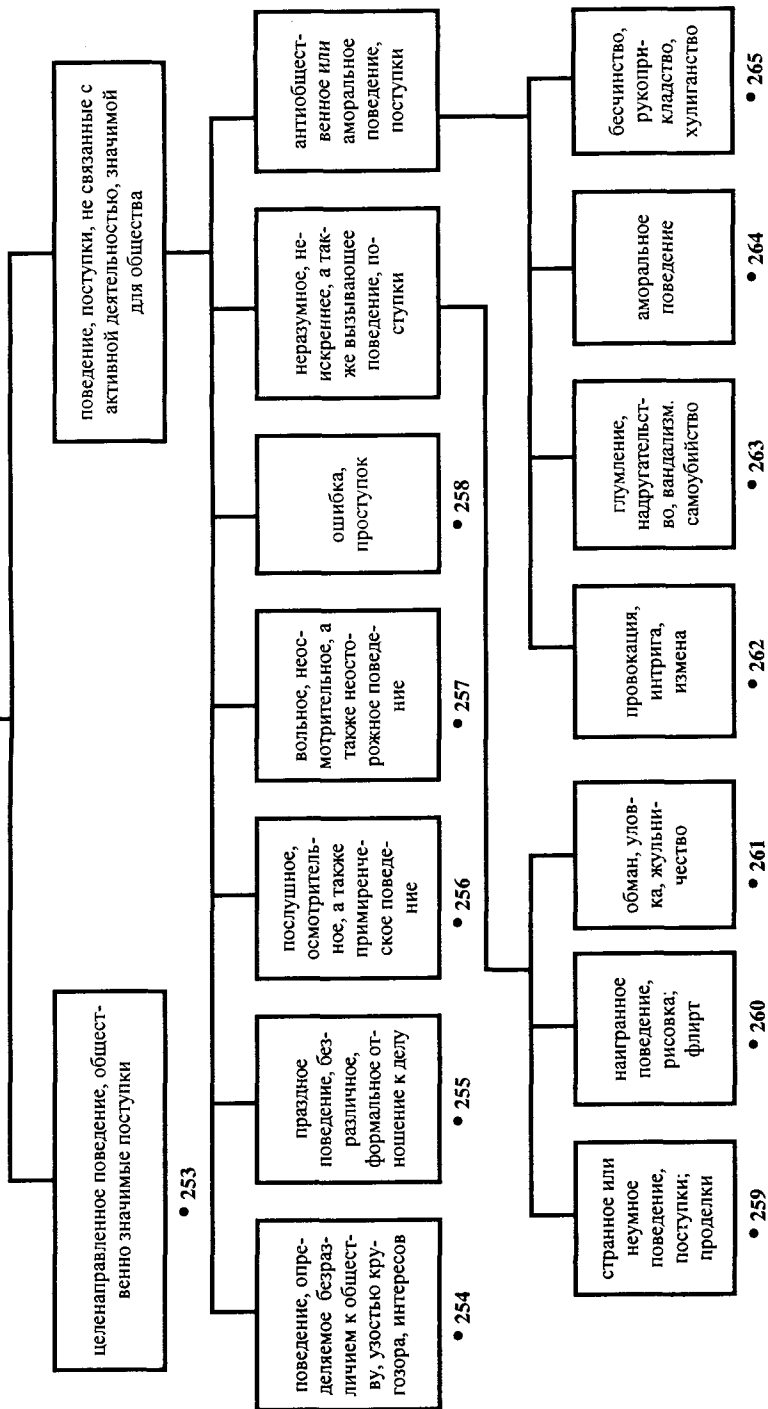 целенаправленное поведение, общест-
венно значимые поступки
• 253
поведение, поступки, не связанные с
активной деятельностью, значимой
для общества
поведение, опре-
деляемое безраз-
личием к общест-
ву, узостью кру-
гозора, интересов
• 254
праздное
поведение, без-
различное,
формальное от-
ношение к делу
• 255
послушное,
осмотритель-
ное, а также
примиренче-
ское поведе-
ние
• 256
вольное, неос-
мотрительное, а
также неосто-
рожное поведе-
ние
• 257
ошибка,
проступок
• 258
неразумное, не-
искреннее, а так-
же вызывающее
поведение, по-
ступки
антиобщест-
венное или
аморальное
поведение,
поступки
странное или
неумное
поведение,
поступки;
проделки
• 259
наигранное
поведение,
рисовка;
флирт
• 260
обман, улов-
ка, жульни-
чество
• 261
провокация,
интрига,
измена
• 262
глумление,
надругательст-
во, вандализм.
самоубийство
• 263
аморальное
поведение
• 264
бесчинство,
рукопри-
кладство,
хулиганство
• 265